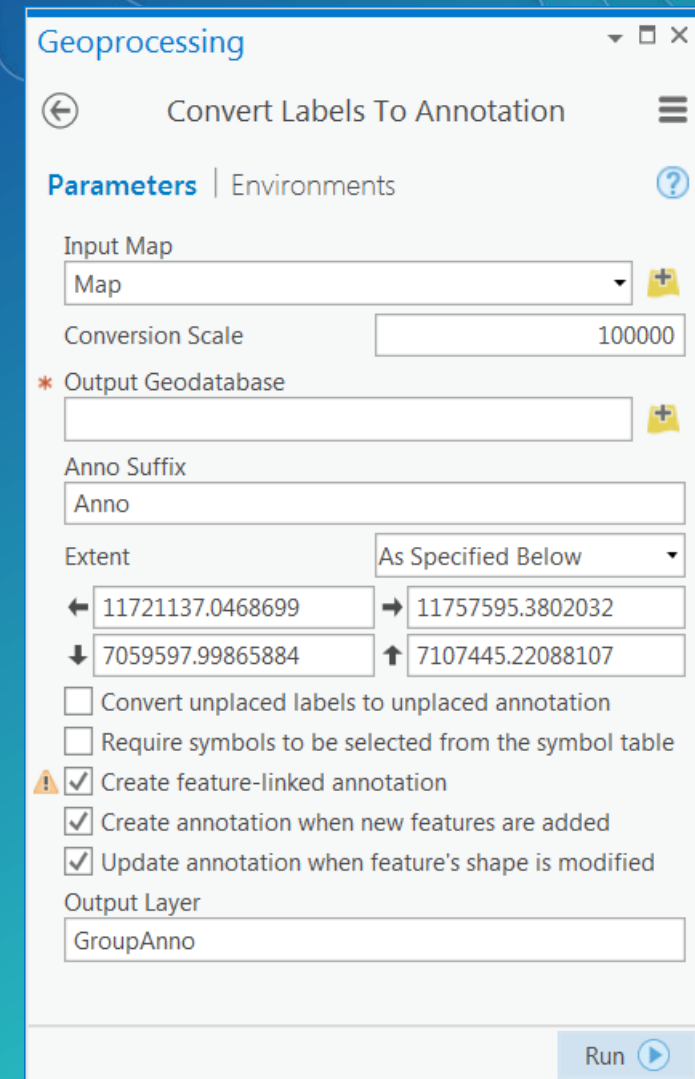 Geoprocessing
Convert Labels To Annotation
Parameters | Environments
Input Map
Map
Conversion Scale 100000
* Output Geodatabase
Anno Suffix
Anno
Extent As Specified Below
11721137.0468699 11757595.3802032
7059597.99865884 7107445.22088107
Convert unplaced labels to unplaced annotation
Require symbols to be selected from the symbol table
Create feature-linked annotation
Create annotation when new features are added
Update annotation when feature's shape is modified
Output Layer
GroupAnno
Run